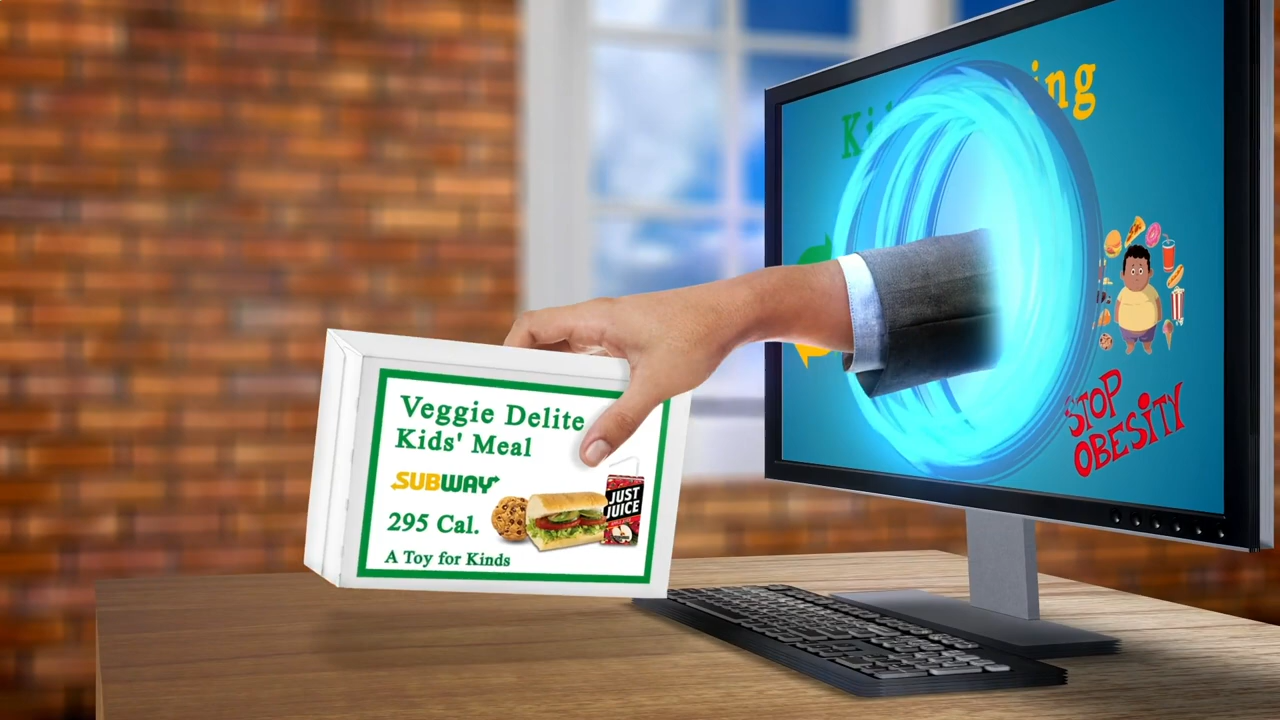 Veggie Delite
Kids' Meal
SUBWAY
295 Cal.
A Toy for Kinds
JUST
JUICE
STOP
OBESITY